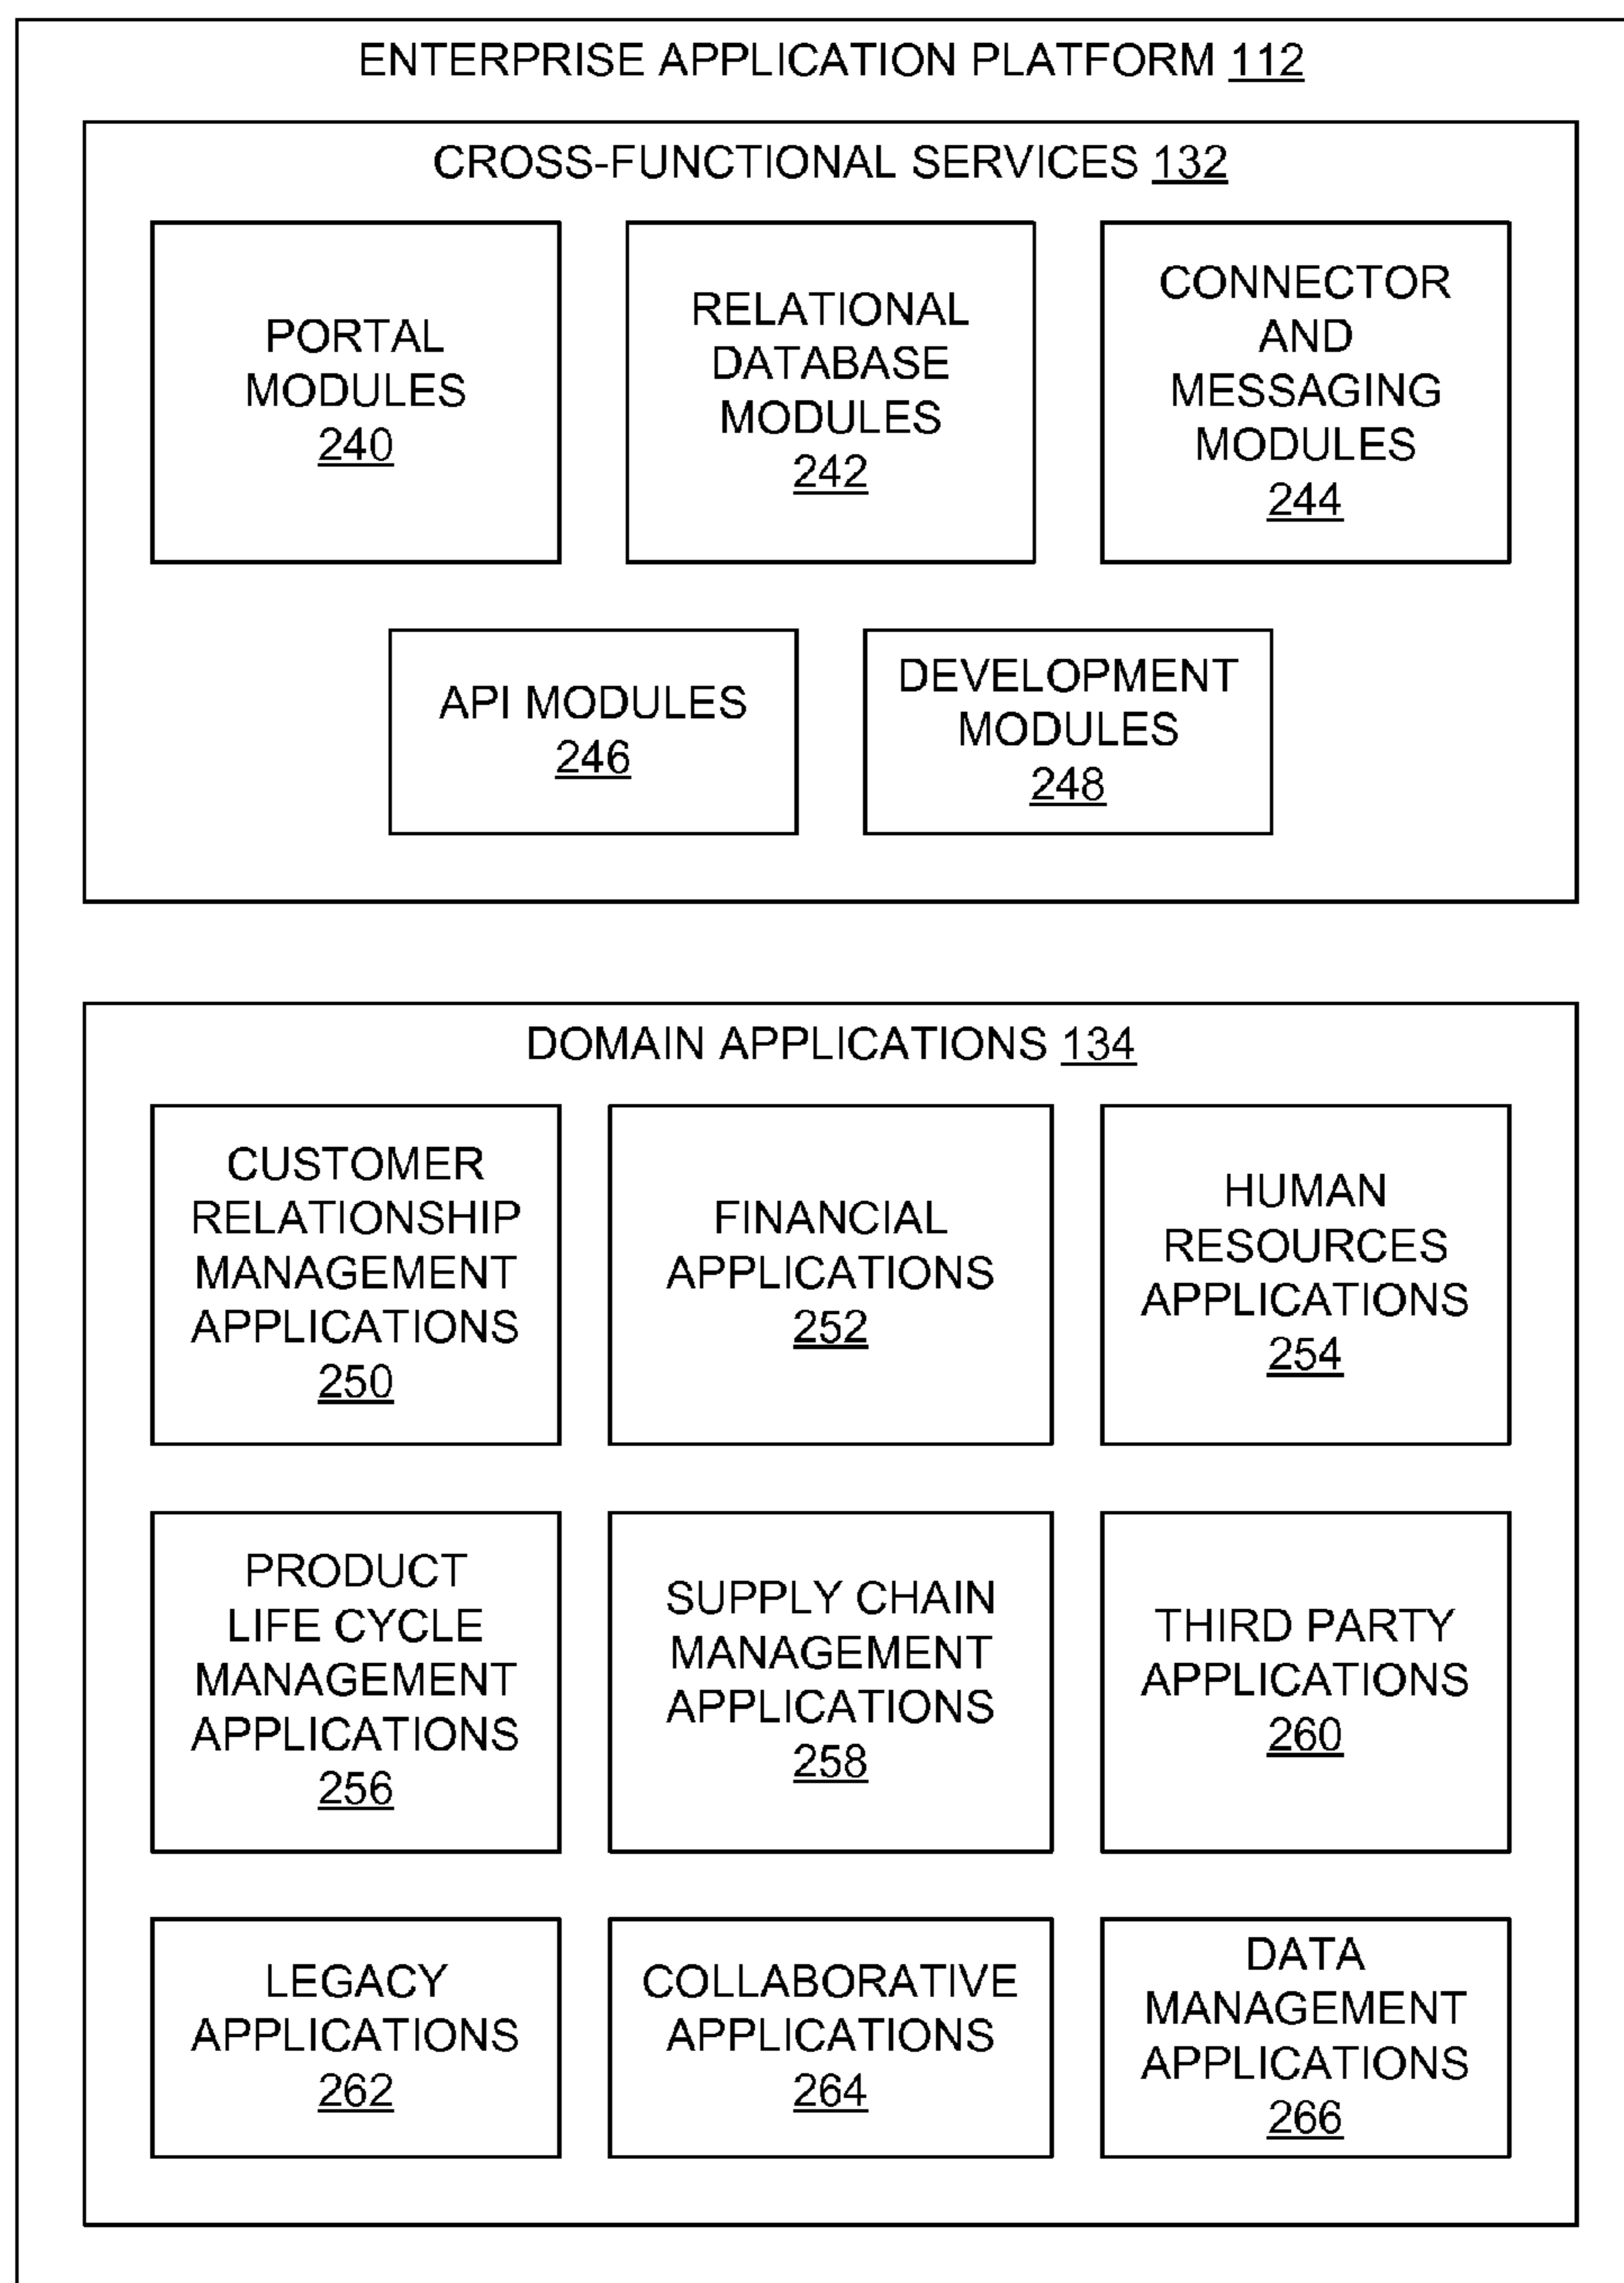 ENTERPRISE APPLICATION PLATFORM 112
CROSS-FUNCTIONAL SERVICES 132
PORTAL
MODULES
240
RELATIONAL
DATABASE
MODULES
242
CONNECTOR
AND
MESSAGING
MODULES
244
API MODULES
246
DEVELOPMENT
MODULES
248
DOMAIN APPLICATIONS 134
CUSTOMER
RELATIONSHIP
MANAGEMENT
APPLICATIONS
250
FINANCIAL
APPLICATIONS
252
HUMAN
RESOURCES
APPLICATIONS
254
PRODUCT
LIFE CYCLE
MANAGEMENT
APPLICATIONS
256
SUPPLY CHAIN
MANAGEMENT
APPLICATIONS
258
THIRD PARTY
APPLICATIONS
260
LEGACY
APPLICATIONS
262
COLLABORATIVE
APPLICATIONS
264
DATA
MANAGEMENT
APPLICATIONS
266